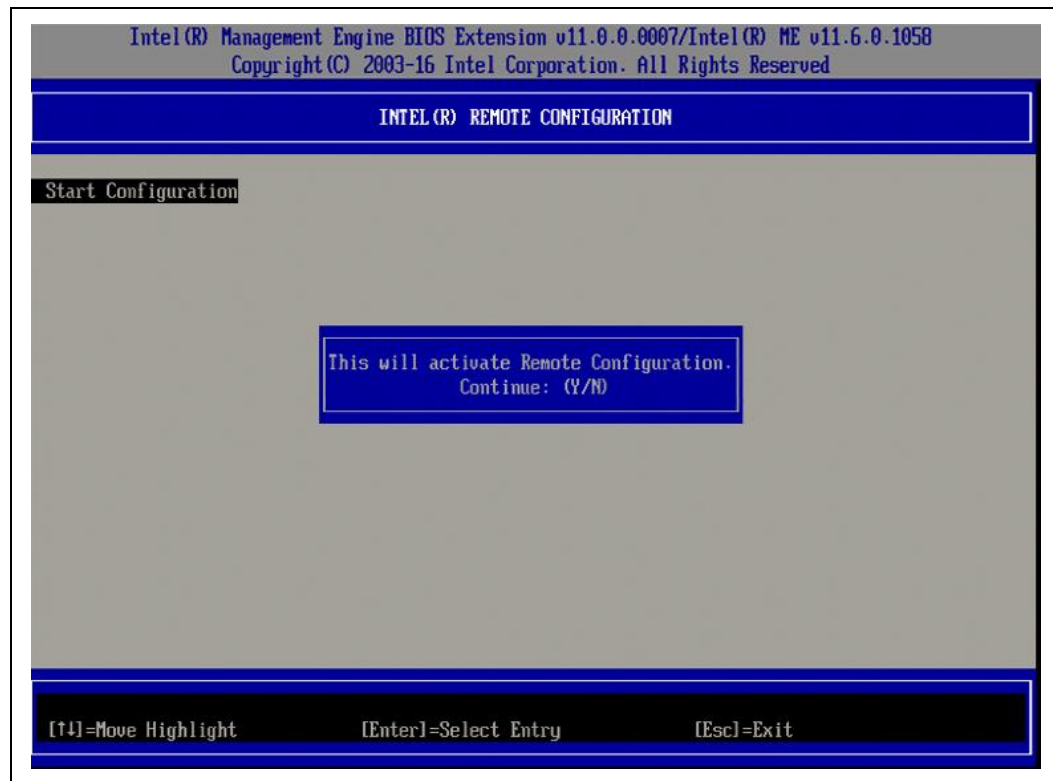 Intel(R) Management Engine BIOS Extension v11.0.0.0007/Intel(R) ME v11.6.0.1058
Copyright(C) 2003-16 Intel Corporation. All Rights Reserved
INTEL(R) REMOTE CONFIGURATION
Start Configuration
This will activate Remote Configuration.
Continue: (Y/N)
[↑↓]=Move Highlight [Enter]=Select Entry [Esc]=Exit